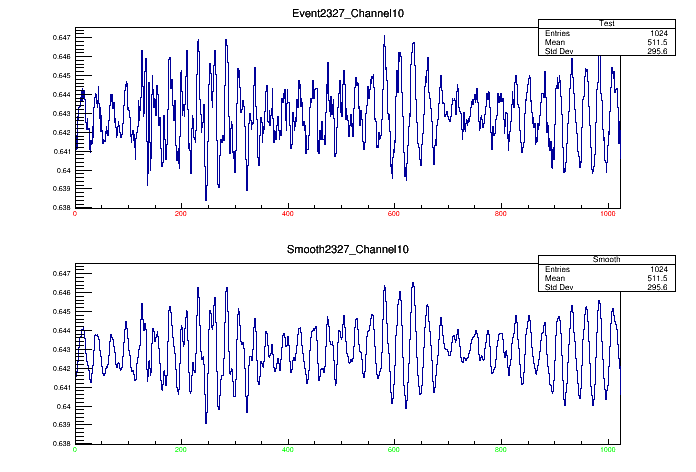 Event2327_Channel10
Test
Entries 1024
Mean 511.5
Std Dev 295.6
0.647
0.646
0.645
0.644
0.643
0.642
0.641
0.64
0.639
0.638
0 200 400 600 800 1000
Smooth2327_Channel10
Smooth
Entries 1024
Mean 511.5
Std Dev 295.6
0.647
0.646
0.645
0.644
0.643
0.642
0.641
0.64
0.639
0.638
0 200 400 600 800 1000